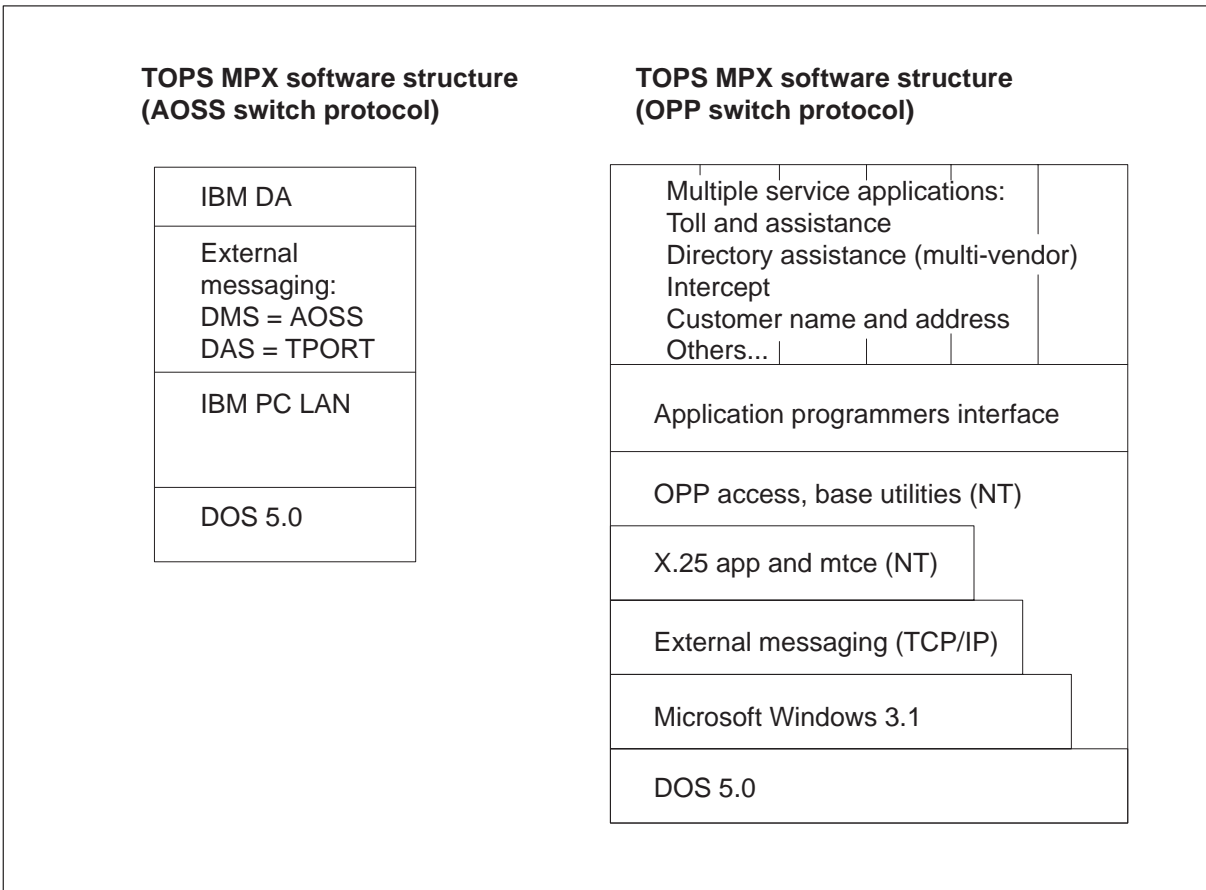 TOPS MPX software structure
(AOSS switch protocol)
IBM DA
External
messaging:
DMS = AOSS
DAS = TPORT
IBM PC LAN
DOS 5.0
TOPS MPX software structure
(OPP switch protocol)
Multiple service applications:
Toll and assistance
Directory assistance (multi-vendor)
Intercept
Customer name and address
Others...
Application programmers interface
OPP access, base utilities (NT)
X.25 app and mtce (NT)
External messaging (TCP/IP)
Microsoft Windows 3.1
DOS 5.0